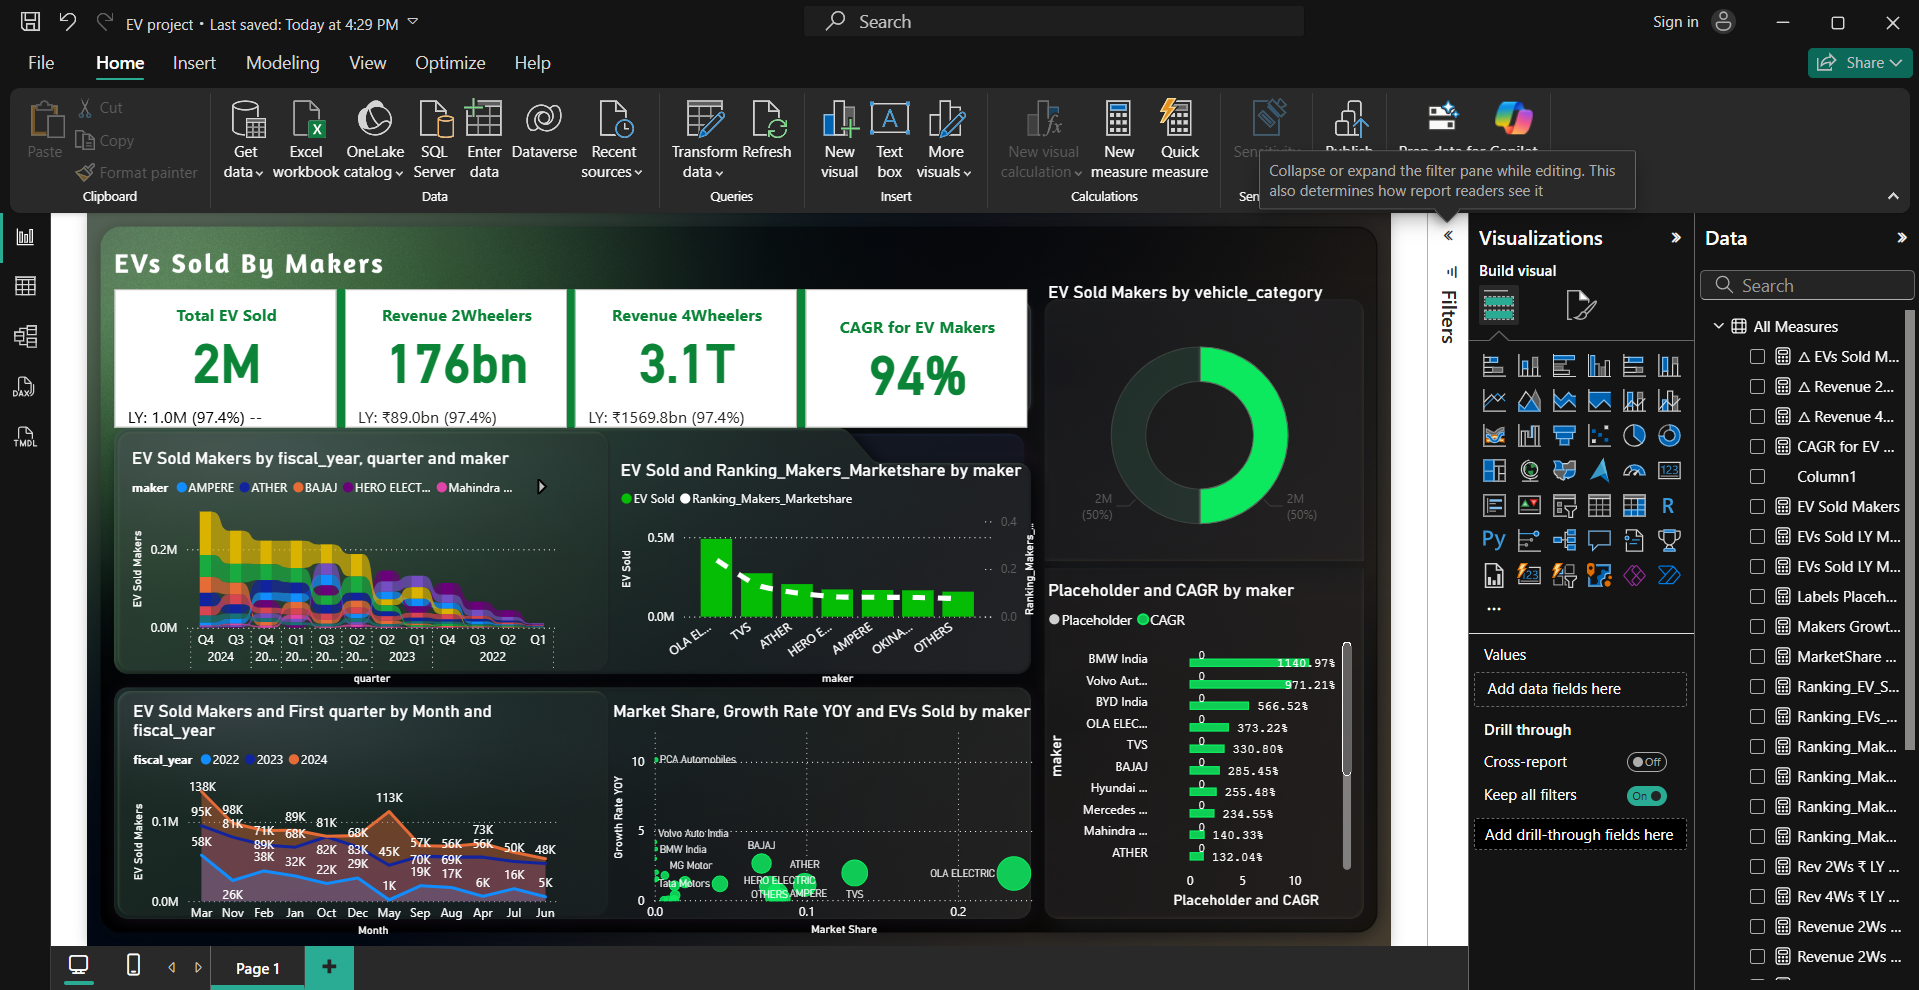 EV project • Last saved: Today at 4:29 PM
Search
Sign in
File
Home
Insert
Modeling
View
Optimize
Help
Share
Paste
Cut
Copy
Format painter
Clipboard
Get data
Excel workbook
OneLake catalog
SQL Server
Enter data
Dataverse
Recent sources
Data
Transform data
Refresh
Queries
New visual
Text box
More visuals
Insert
New visual calculation
New measure
Quick measure
Calculations
Collapse or expand the filter pane while editing. This
also determines how report readers see it
DAX
TMDL
EVs Sold By Makers
Total EV Sold
2M
LY: 1.0M (97.4%) --
Revenue 2Wheelers
176bn
LY: ₹89.0bn (97.4%)
Revenue 4Wheelers
3.1T
LY: ₹1569.8bn (97.4%)
CAGR for EV Makers
94%
EV Sold Makers by vehicle_category
2M
(50%)
2M
(50%)
EV Sold Makers by fiscal_year, quarter and maker
maker AMPERE ATHER BAJAJ HERO ELECT... Mahindra ...
EV Sold Makers
0.2M
0.0M
Q4 Q3 Q4 Q1 Q3 Q2 Q2 Q1 Q4 Q3 Q2 Q1
2024 20... 20... 20... 20... 2023 2022
quarter
EV Sold and Ranking_Makers_Marketshare by maker
EV Sold Ranking_Makers_Marketshare
EV Sold
0.5M
0.0M
0.4
0.2
0.0
Ranking_Makers_...
OLA EL... TVS ATHER HERO E... AMPERE OKINA... OTHERS
maker
Placeholder and CAGR by maker
Placeholder CAGR
maker
BMW India 0 1140.97%
Volvo Aut... 0 971.21%
BYD India 0 566.52%
OLA ELEC... 0 373.22%
TVS 0 330.80%
BAJAJ 0 285.45%
Hyundai ... 0 255.48%
Mercedes ... 0 234.55%
Mahindra ... 0 140.33%
ATHER 0 132.04%
0 5 10
Placeholder and CAGR
EV Sold Makers and First quarter by Month and
fiscal_year
fiscal_year 2022 2023 2024
EV Sold Makers
0.1M
0.0M
138K 98K 71K 89K 81K 68K 113K 57K 56K 73K 50K 48K
95K 81K 89K 68K 82K 83K 45K 70K 69K 56K
58K 26K 38K 32K 22K 29K 1K 19K 17K 6K 16K 5K
Mar Nov Feb Jan Oct Dec May Sep Aug Apr Jul Jun
Month
Market Share, Growth Rate YOY and EVs Sold by maker
Growth Rate YOY
10
5
0
PCA Automobiles
Volvo Auto India
BMW India
MG Motor
Tata Motors
BAJAJ
ATHER
HERO ELECTRIC
OTHERS
AMPERE
TVS
OLA ELECTRIC
0.0 0.1 0.2
Market Share
Filters
Visualizations
Build visual
123
R
Py
123
...
Values
Add data fields here
Drill through
Cross-report
Off
Keep all filters
On
Add drill-through fields here
Data
Search
All Measures
△ EVs Sold M...
△ Revenue 2...
△ Revenue 4...
CAGR for EV ...
Column1
EV Sold Makers
EVs Sold LY M...
EVs Sold LY M...
Labels Placeh...
Makers Growt...
MarketShare ...
Ranking_EV_S...
Ranking_EVs_...
Ranking_Mak...
Ranking_Mak...
Ranking_Mak...
Ranking_Mak...
Rev 2Ws ₹ LY ...
Rev 4Ws ₹ LY ...
Revenue 2Ws ...
Revenue 2Ws ...
Page 1
+